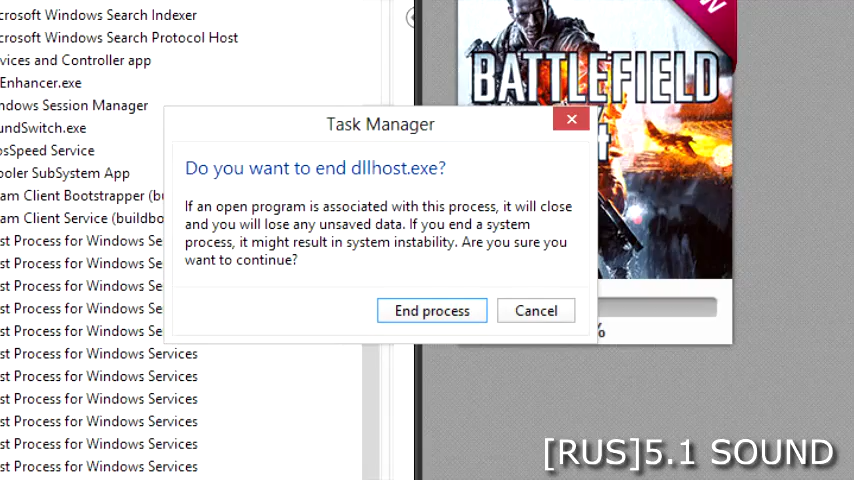 crosoft Windows Search Indexer
crosoft Windows Search Protocol Host
vices and Controller app
Enhancer.exe
ndows Session Manager
undSwitch.exe
osSpeed Service
ooler SubSystem App
am Client Bootstrapper (bu
am Client Service (buildbo
st Process for Windows Se
st Process for Windows Se
st Process for Windows Se
st Process for Windows Se
st Process for Windows Se
st Process for Windows Services
st Process for Windows Services
st Process for Windows Services
st Process for Windows Services
st Process for Windows Services
st Process for Windows Services
Task Manager
Do you want to end dllhost.exe?
If an open program is associated with this process, it will close
and you will lose any unsaved data. If you end a system
process, it might result in system instability. Are you sure you
want to continue?
End process
Cancel
BATTLEFIELD
4
%
[RUS]5.1 SOUND